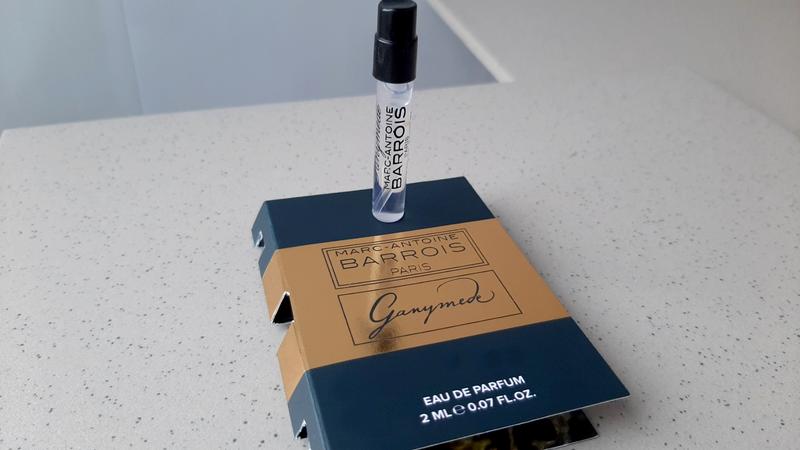 Ganymede
MARC-ANTOINE
BARROIS
PARIS
MARC-ANTOINE
BARROIS
PARIS
Ganymede
EAU DE PARFUM
2 ML ℮ 0.07 FL.OZ.